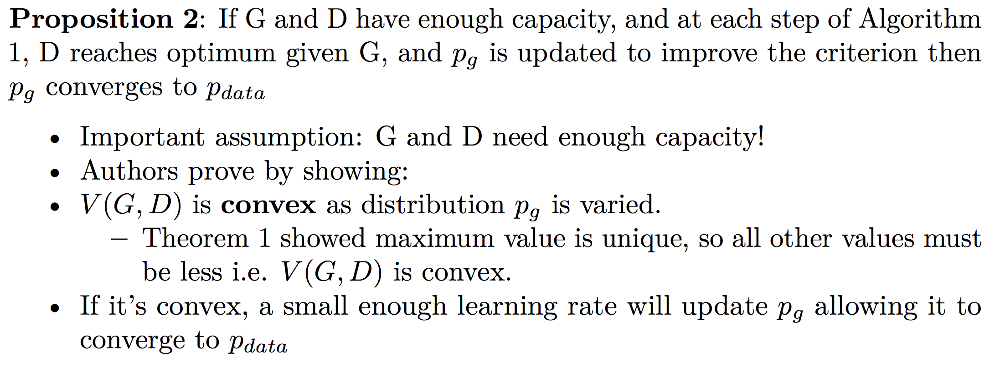 Proposition 2: If G and D have enough capacity, and at each step of Algorithm
1, D reaches optimum given G, and p_g is updated to improve the criterion then
p_g converges to p_data
• Important assumption: G and D need enough capacity!
• Authors prove by showing:
• V(G, D) is convex as distribution p_g is varied.
– Theorem 1 showed maximum value is unique, so all other values must
be less i.e. V(G, D) is convex.
• If it's convex, a small enough learning rate will update p_g allowing it to
converge to p_data